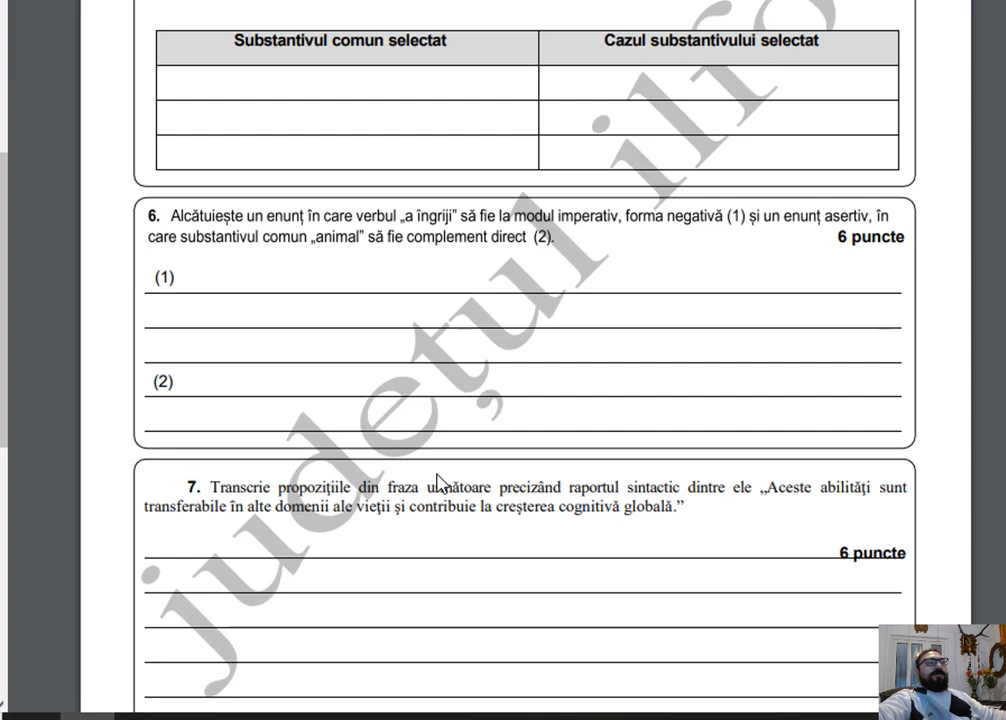 Substantivul comun selectat Cazul substantivului selectat
6. Alcătuiește un enunț în care verbul „a îngriji” să fie la modul imperativ, forma negativă (1) și un enunț asertiv, în
care substantivul comun „animal” să fie complement direct (2). 6 puncte
(1)
(2)
7. Transcrie propozițiile din fraza următoare precizând raportul sintactic dintre ele „Aceste abilități sunt
transferabile în alte domenii ale vieții și contribuie la creșterea cognitivă globală.”
6 puncte
județul